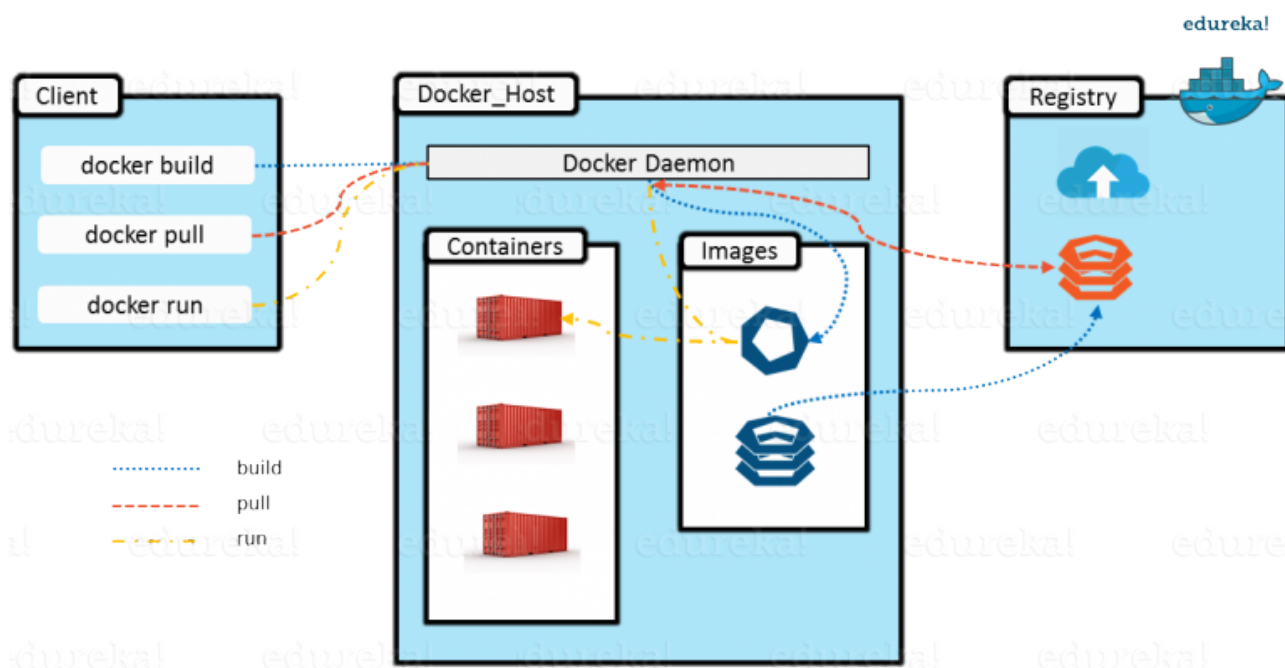 edureka!
Client
Docker_Host
Registry
docker build
Docker Daemon
docker pull
docker run
Containers
Images
build
pull
run